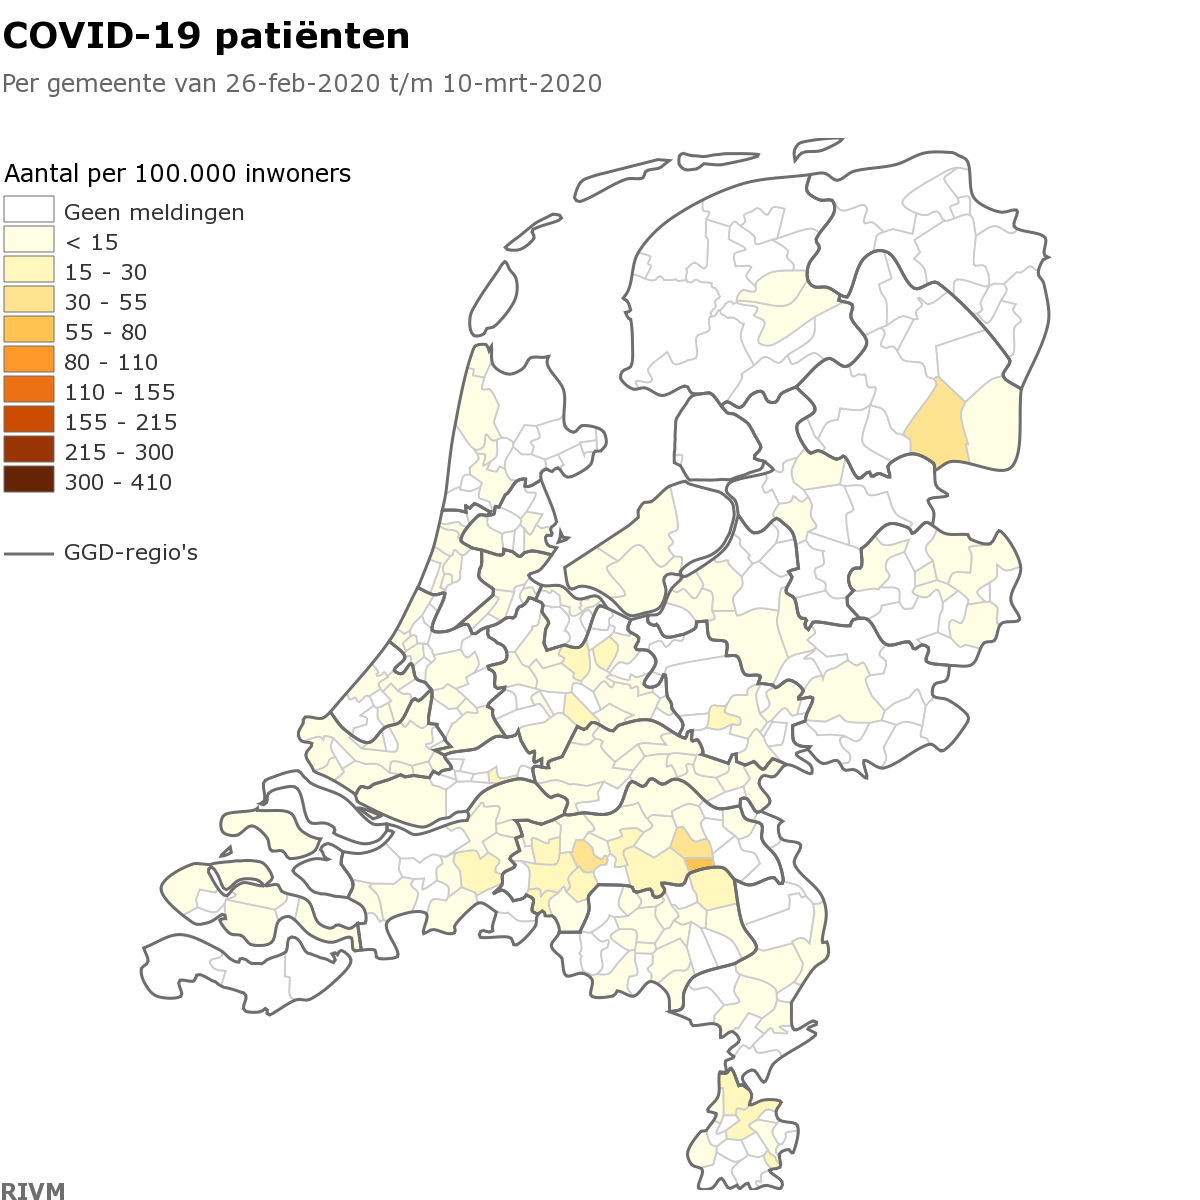 COVID-19 patiënten
Per gemeente van 26-feb-2020 t/m 10-mrt-2020
Aantal per 100.000 inwoners
Geen meldingen
< 15
15 - 30
30 - 55
55 - 80
80 - 110
110 - 155
155 - 215
215 - 300
300 - 410
GGD-regio's
RIVM